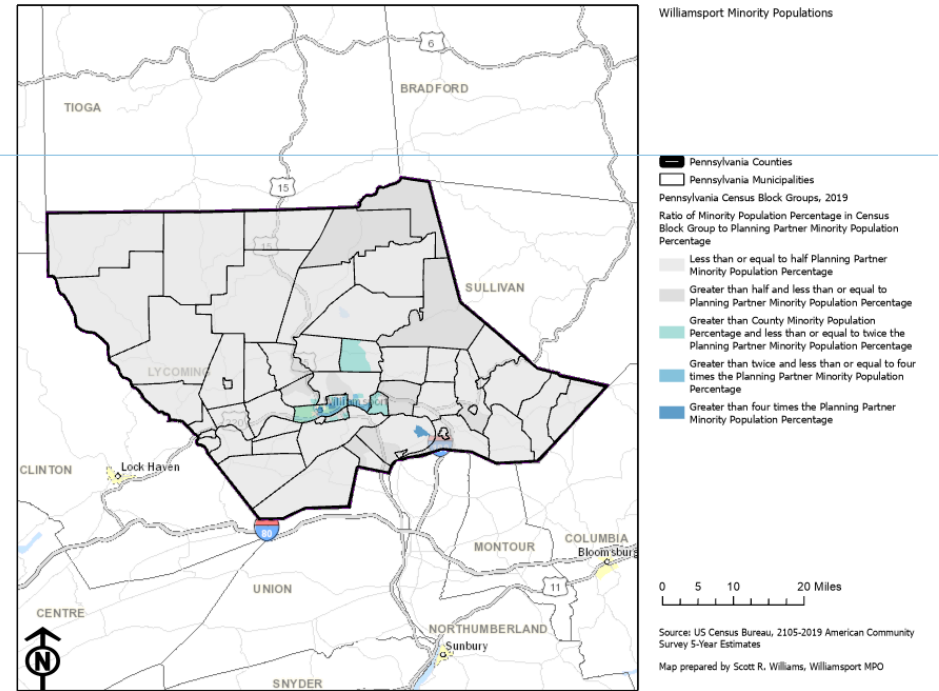 Williamsport Minority Populations
6
BRADFORD
TIOGA
15
15
SULLIVAN
LYCOMING
Williamsport
CLINTON
Lock Haven
80
MONTOUR
COLUMBIA
Bloomsburg
UNION
11
CENTRE
NORTHUMBERLAND
Sunbury
N
SNYDER
Pennsylvania Counties
Pennsylvania Municipalities
Pennsylvania Census Block Groups, 2019
Ratio of Minority Population Percentage in Census
Block Group to Planning Partner Minority Population
Percentage
Less than or equal to half Planning Partner
Minority Population Percentage
Greater than half and less than or equal to
Planning Partner Minority Population Percentage
Greater than County Minority Population
Percentage and less than or equal to twice the
Planning Partner Minority Population Percentage
Greater than twice and less than or equal to four
times the Planning Partner Minority Population
Percentage
Greater than four times the Planning Partner
Minority Population Percentage
0 5 10 20 Miles
Source: US Census Bureau, 2105-2019 American Community
Survey 5-Year Estimates
Map prepared by Scott R. Williams, Williamsport MPO